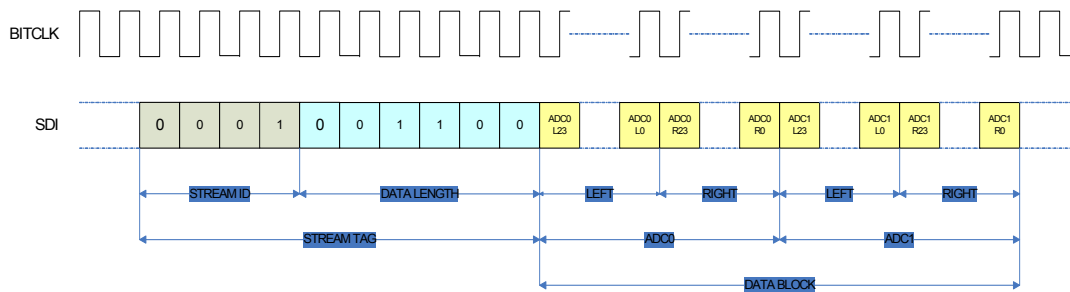 BITCLK
SDI
0 0 0 1 0 0 1 1 0 0 ADC0 ADC0 ADC0 ADC0 ADC1 ADC1 ADC1 ADC1
L23 L0 R23 R0 L23 L0 R23 R0
STREAM ID DATA LENGTH LEFT RIGHT LEFT RIGHT
STREAM TAG ADC0 ADC1
DATA BLOCK